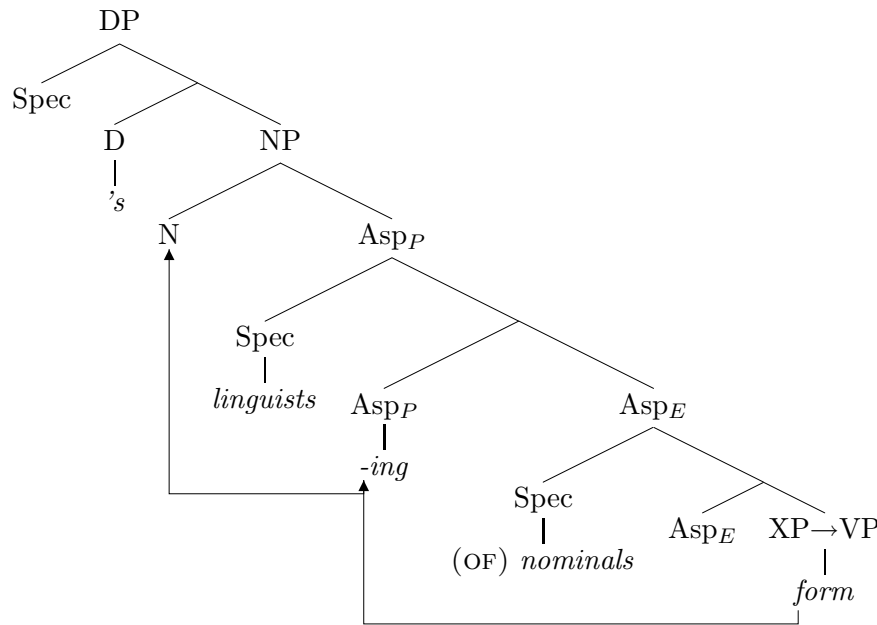 DP
Spec
D NP
's
N Asp_P
Spec
linguists
Asp_P Asp_E
-ing
Spec
Asp_E XP→VP
(OF) nominals
form